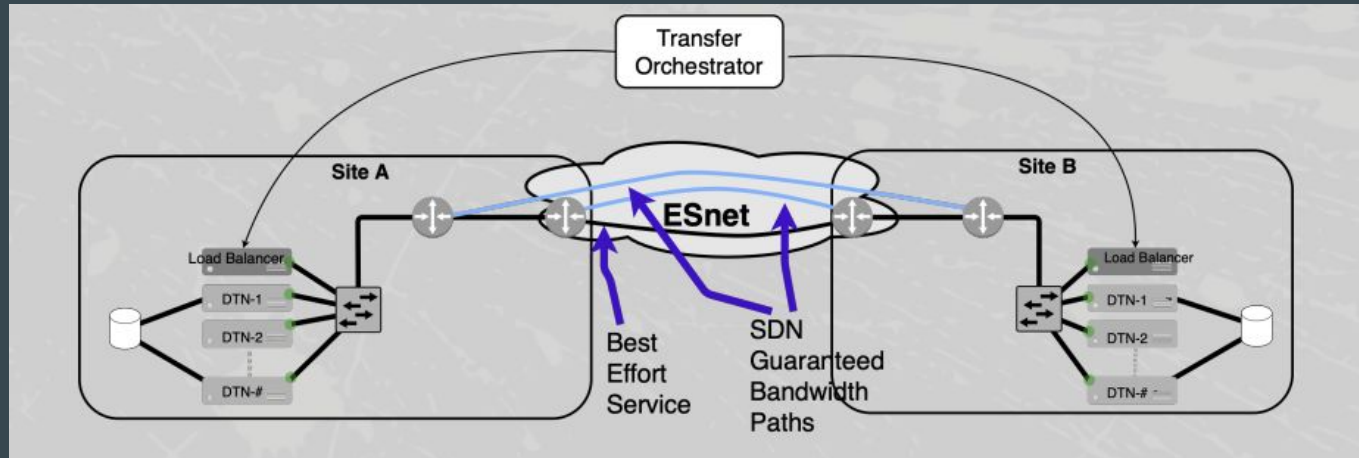 Transfer
Orchestrator
Site A
Site B
ESnet
Load Balancer
DTN-1
DTN-2
DTN-#
Load Balancer
DTN-1
DTN-2
DTN-#
Best
Effort
Service
SDN
Guaranteed
Bandwidth
Paths